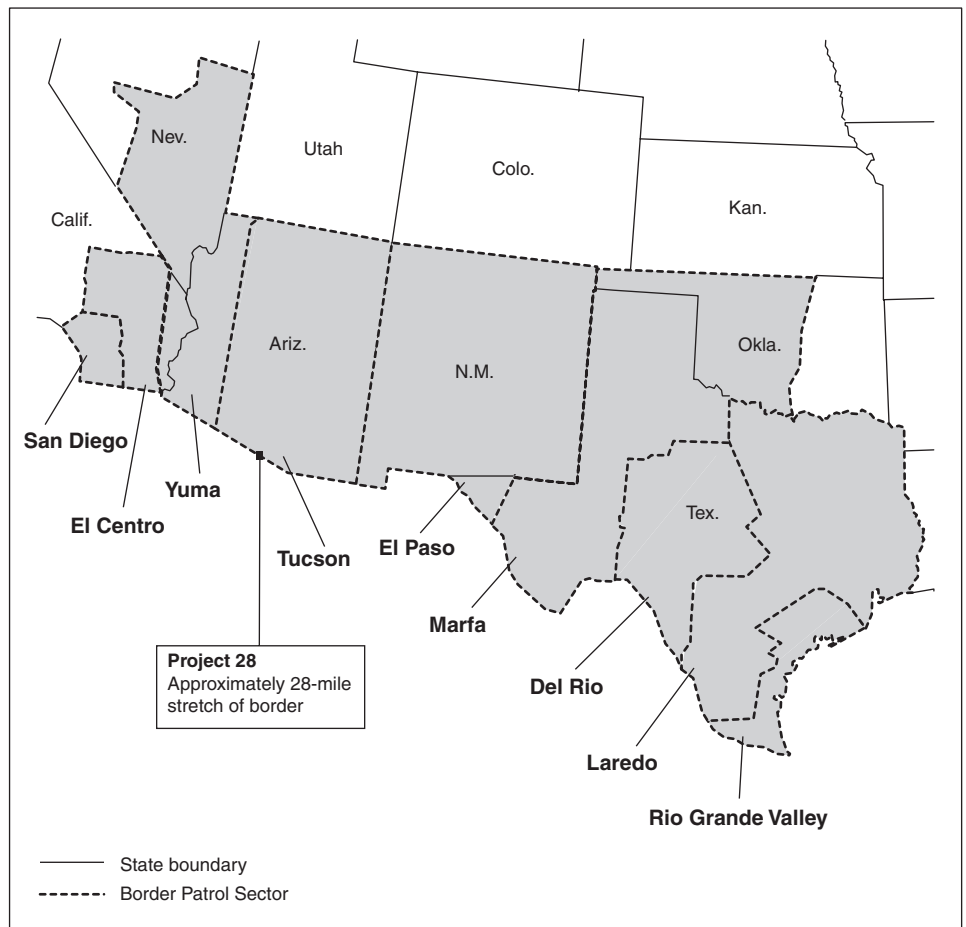 Nev.
Utah
Colo.
Kan.
Calif.
Ariz.
N.M.
Okla.
San Diego
Yuma
El Centro
Tucson
El Paso
Tex.
Marfa
Project 28
Approximately 28-mile
stretch of border
Del Rio
Laredo
Rio Grande Valley
State boundary
Border Patrol Sector